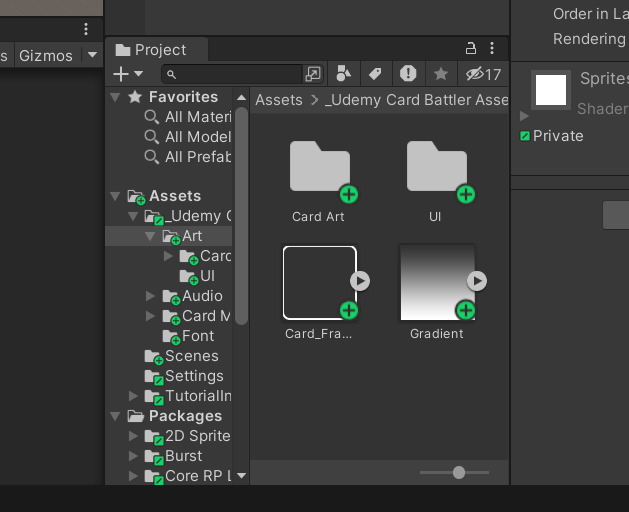 Order in La
Rendering
Project
s Gizmos
17
Favorites
Assets > _Udemy Card Battler Asse
All Materi
All Model
All Prefab
Sprites
Shader
Private
Assets
_Udemy C
Art
Card
UI
Audio
Card M
Font
Scenes
Settings
TutorialIn
Packages
2D Sprite
Burst
Core RP L
Card Art
UI
Card_Fra...
Gradient